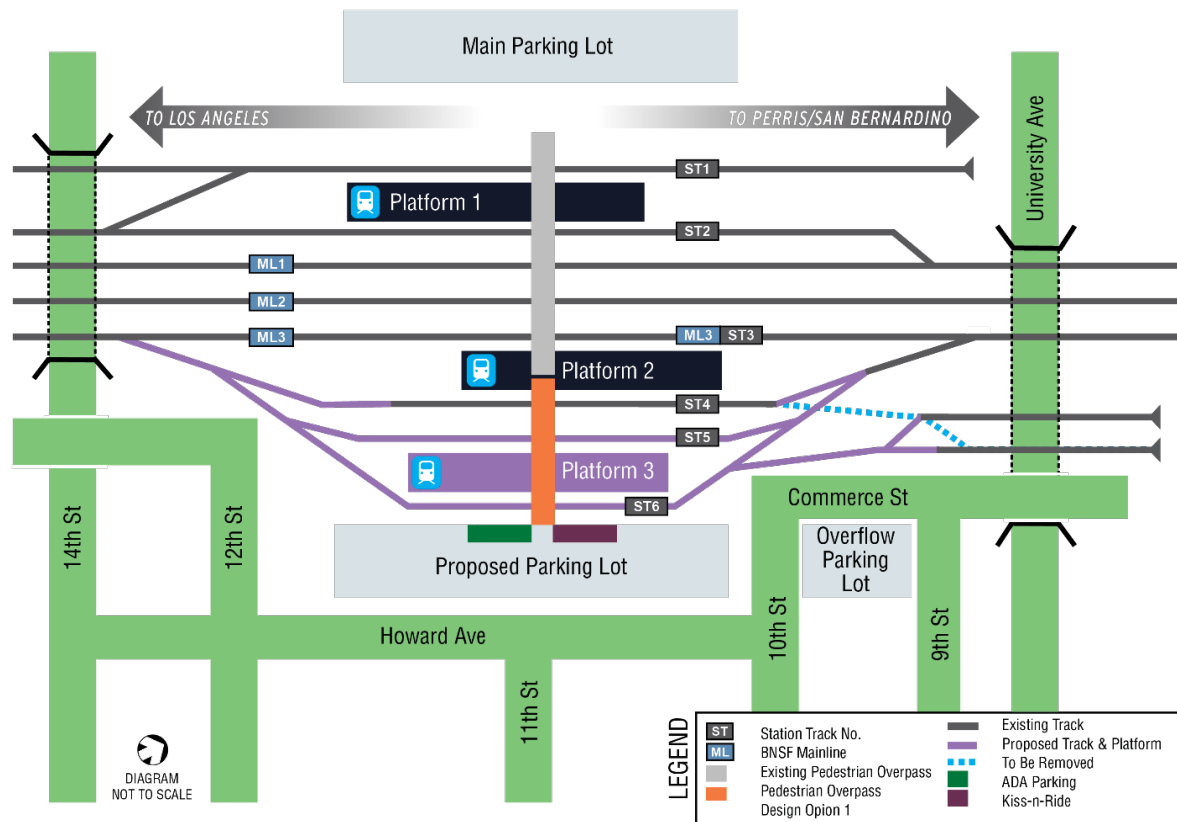 Main Parking Lot
TO LOS ANGELES
TO PERRIS/SAN BERNARDINO
University Ave
ST1
Platform 1
ST2
ML1
ML2
ML3
ML3 ST3
Platform 2
ST4
ST5
Platform 3
ST6
Commerce St
14th St
12th St
Proposed Parking Lot
Overflow
Parking
Lot
Howard Ave
10th St
9th St
11th St
DIAGRAM
NOT TO SCALE
LEGEND
ST Station Track No.
ML BNSF Mainline
Existing Pedestrian Overpass
Pedestrian Overpass
Design Opion 1
Existing Track
Proposed Track & Platform
To Be Removed
ADA Parking
Kiss-n-Ride